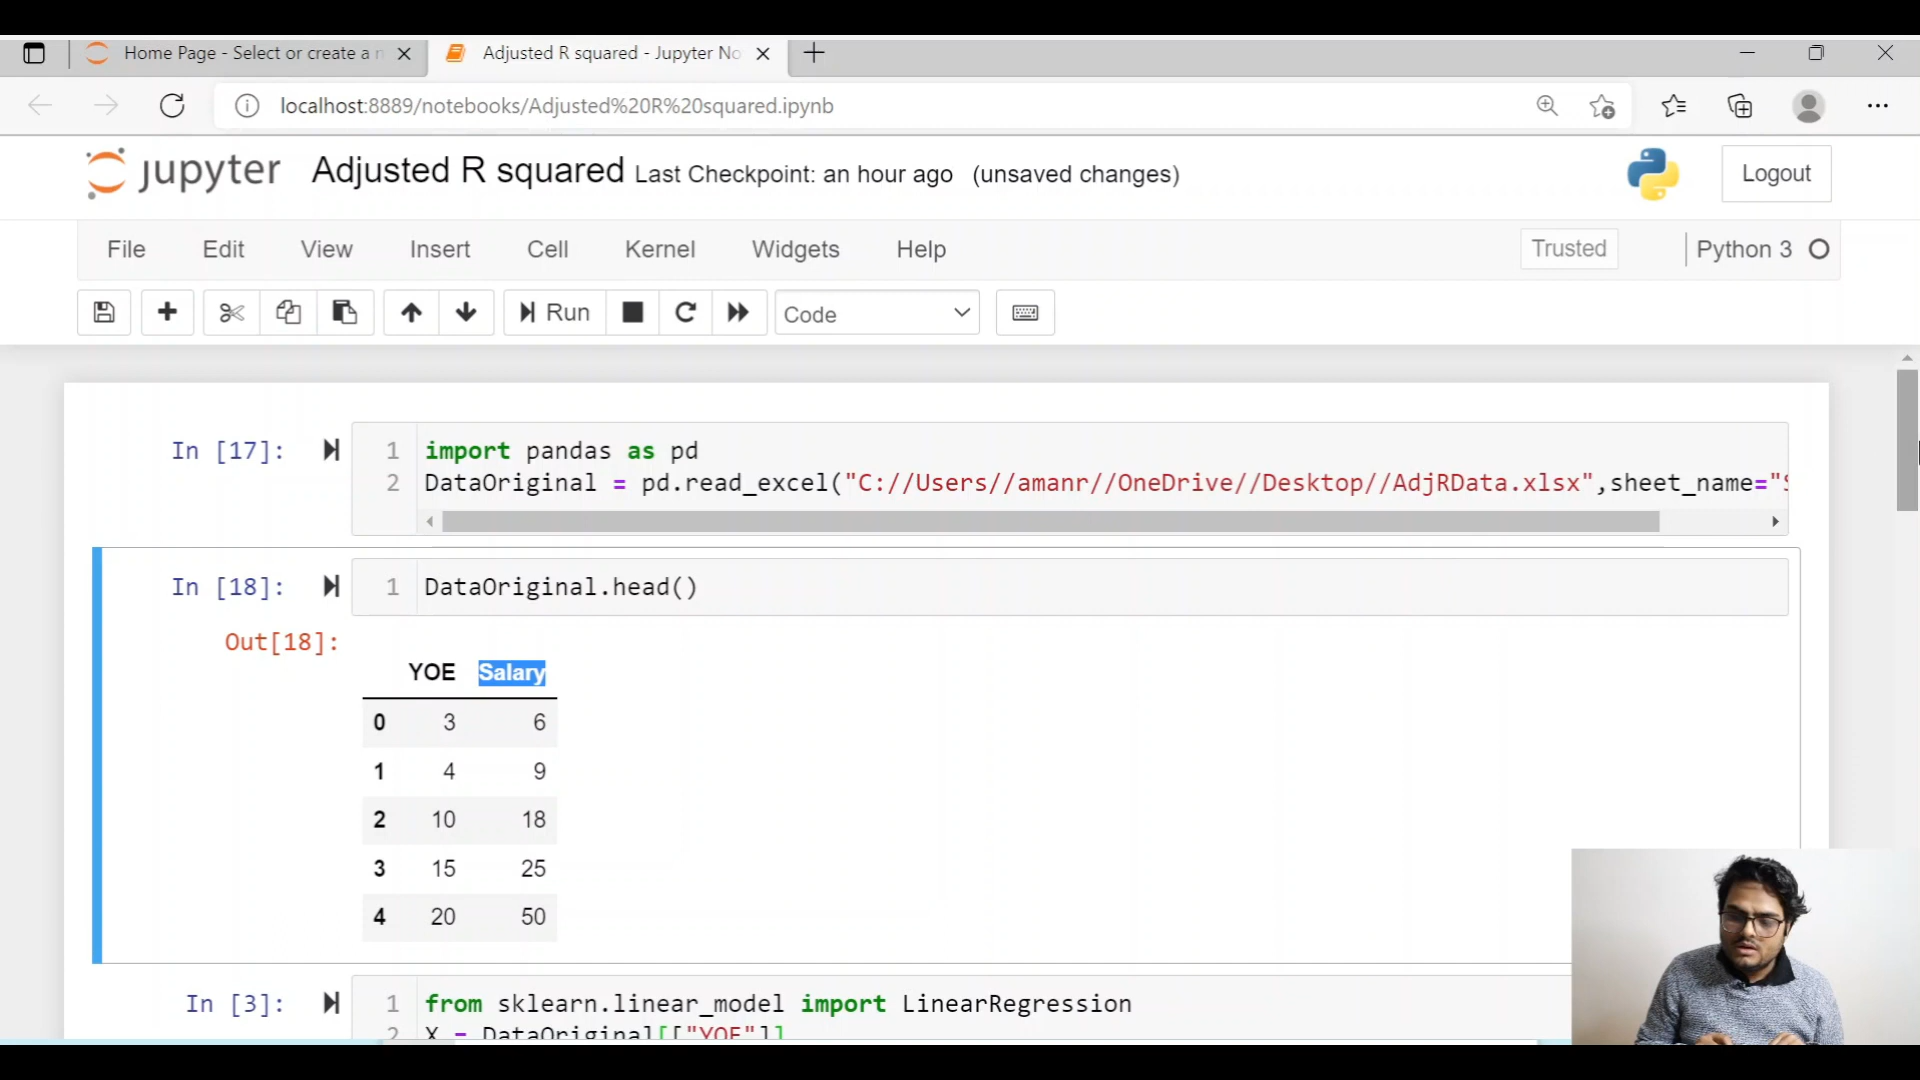 Home Page - Select or create a n
Adjusted R squared - Jupyter No
localhost:8889/notebooks/Adjusted%20R%20squared.ipynb
jupyter Adjusted R squared Last Checkpoint: an hour ago (unsaved changes)
Logout
File Edit View Insert Cell Kernel Widgets Help
Trusted
Python 3
Run
Code
In [17]:
1 import pandas as pd
2 DataOriginal = pd.read_excel("C://Users//amanr//OneDrive//Desktop//AdjRData.xlsx",sheet_name="S
In [18]:
1 DataOriginal.head()
Out[18]:
YOE Salary
0 3 6
1 4 9
2 10 18
3 15 25
4 20 50
In [3]:
1 from sklearn.linear_model import LinearRegression
2 X = DataOriginal[["YOE"]]